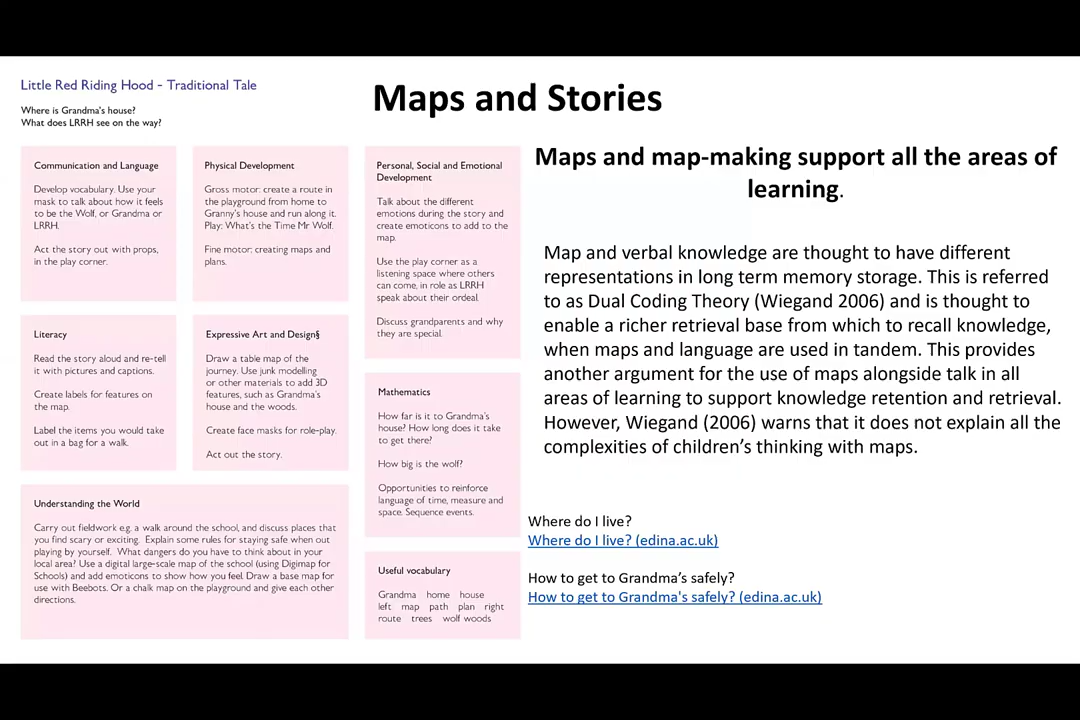 Little Red Riding Hood - Traditional Tale
Where is Grandma's house?
What does LRRH see on the way?
Maps and Stories
Communication and Language
Develop vocabulary. Use your
mask to talk about how it feels
to be the Wolf, or Grandma or
LRRH.
Act the story out with props,
in the play corner.
Physical Development
Gross motor: create a route in
the playground from home to
Granny's house and run along it.
Play: What's the Time Mr Wolf.
Fine motor: creating maps and
plans.
Personal, Social and Emotional
Development
Talk about the different
emotions during the story and
create emoticons to add to the
map.
Use the play corner as a
listening space where others
can come, in role as LRRH
speak about their ordeal.
Discuss grandparents and why
they are special.
Literacy
Read the story aloud and re-tell
it with pictures and captions.
Create labels for features on
the map.
Label the items you would take
out in a bag for a walk.
Expressive Art and Design§
Draw a table map of the
journey. Use junk modelling
or other materials to add 3D
features, such as Grandma's
house and the woods.
Create face masks for role-play.
Act out the story.
Mathematics
How far is it to Grandma's
house? How long does it take
to get there?
How big is the wolf?
Opportunities to reinforce
language of time, measure and
space. Sequence events.
Understanding the World
Carry out fieldwork e.g. a walk around the school, and discuss places that
you find scary or exciting. Explain some rules for staying safe when out
playing by yourself. What dangers do you have to think about in your
local area? Use a digital large-scale map of the school (using Digimap for
Schools) and add emoticons to show how you feel. Draw a base map for
use with Beebots. Or a chalk map on the playground and give each other
directions.
Useful vocabulary
Grandma home house
left map path plan right
route trees wolf woods
Maps and map-making support all the areas of
learning.
Map and verbal knowledge are thought to have different
representations in long term memory storage. This is referred
to as Dual Coding Theory (Wiegand 2006) and is thought to
enable a richer retrieval base from which to recall knowledge,
when maps and language are used in tandem. This provides
another argument for the use of maps alongside talk in all
areas of learning to support knowledge retention and retrieval.
However, Wiegand (2006) warns that it does not explain all the
complexities of children's thinking with maps.
Where do I live?
Where do I live? (edina.ac.uk)
How to get to Grandma's safely?
How to get to Grandma's safely? (edina.ac.uk)